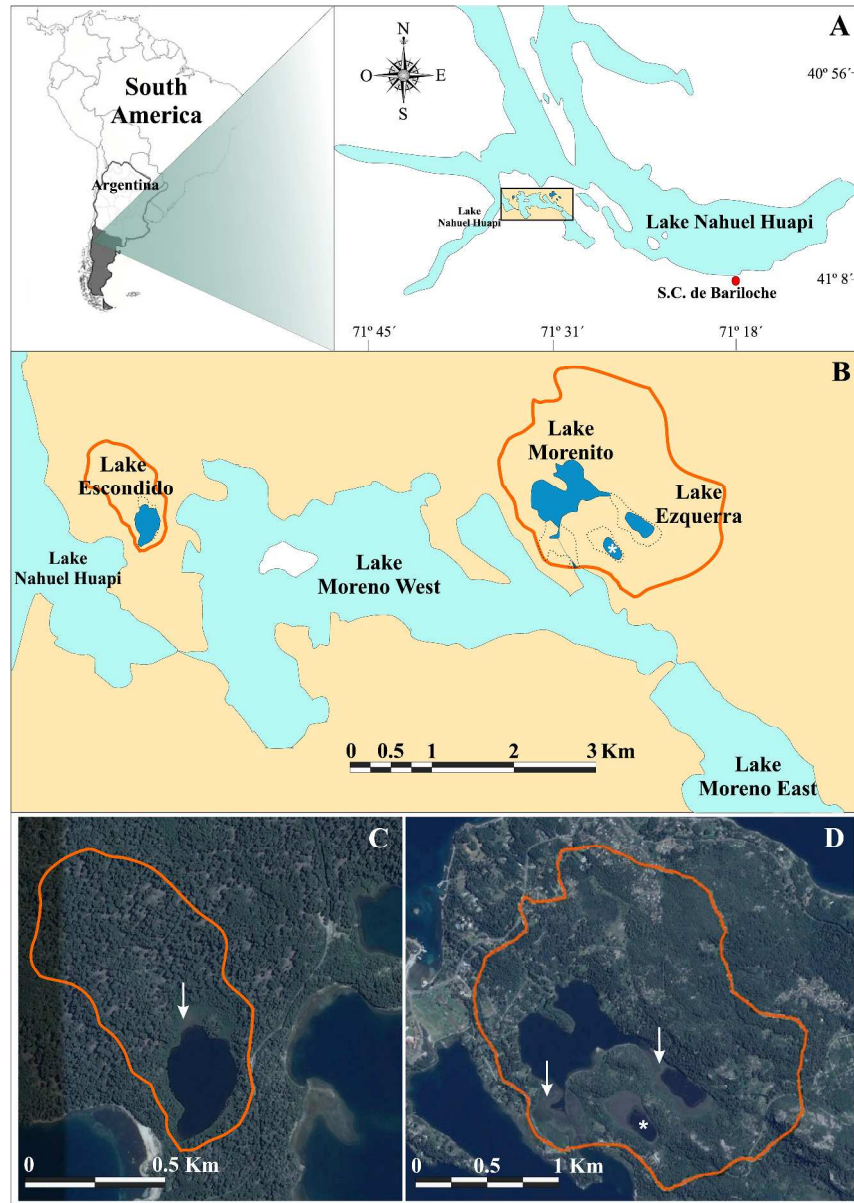 A
N
O
E
S
South
America
Argentina
40º 56´
Lake
Nahuel Huapi
Lake Nahuel Huapi
S.C. de Bariloche
41º 8´
71º 45´
71º 31´
71º 18´
B
Lake
Escondido
Lake
Morenito
Lake
Ezquerra
*
Lake
Nahuel Huapi
Lake
Moreno West
0 0.5 1 2 3 Km
Lake
Moreno East
C
0 0.5 Km
D
*
0 0.5 1 Km